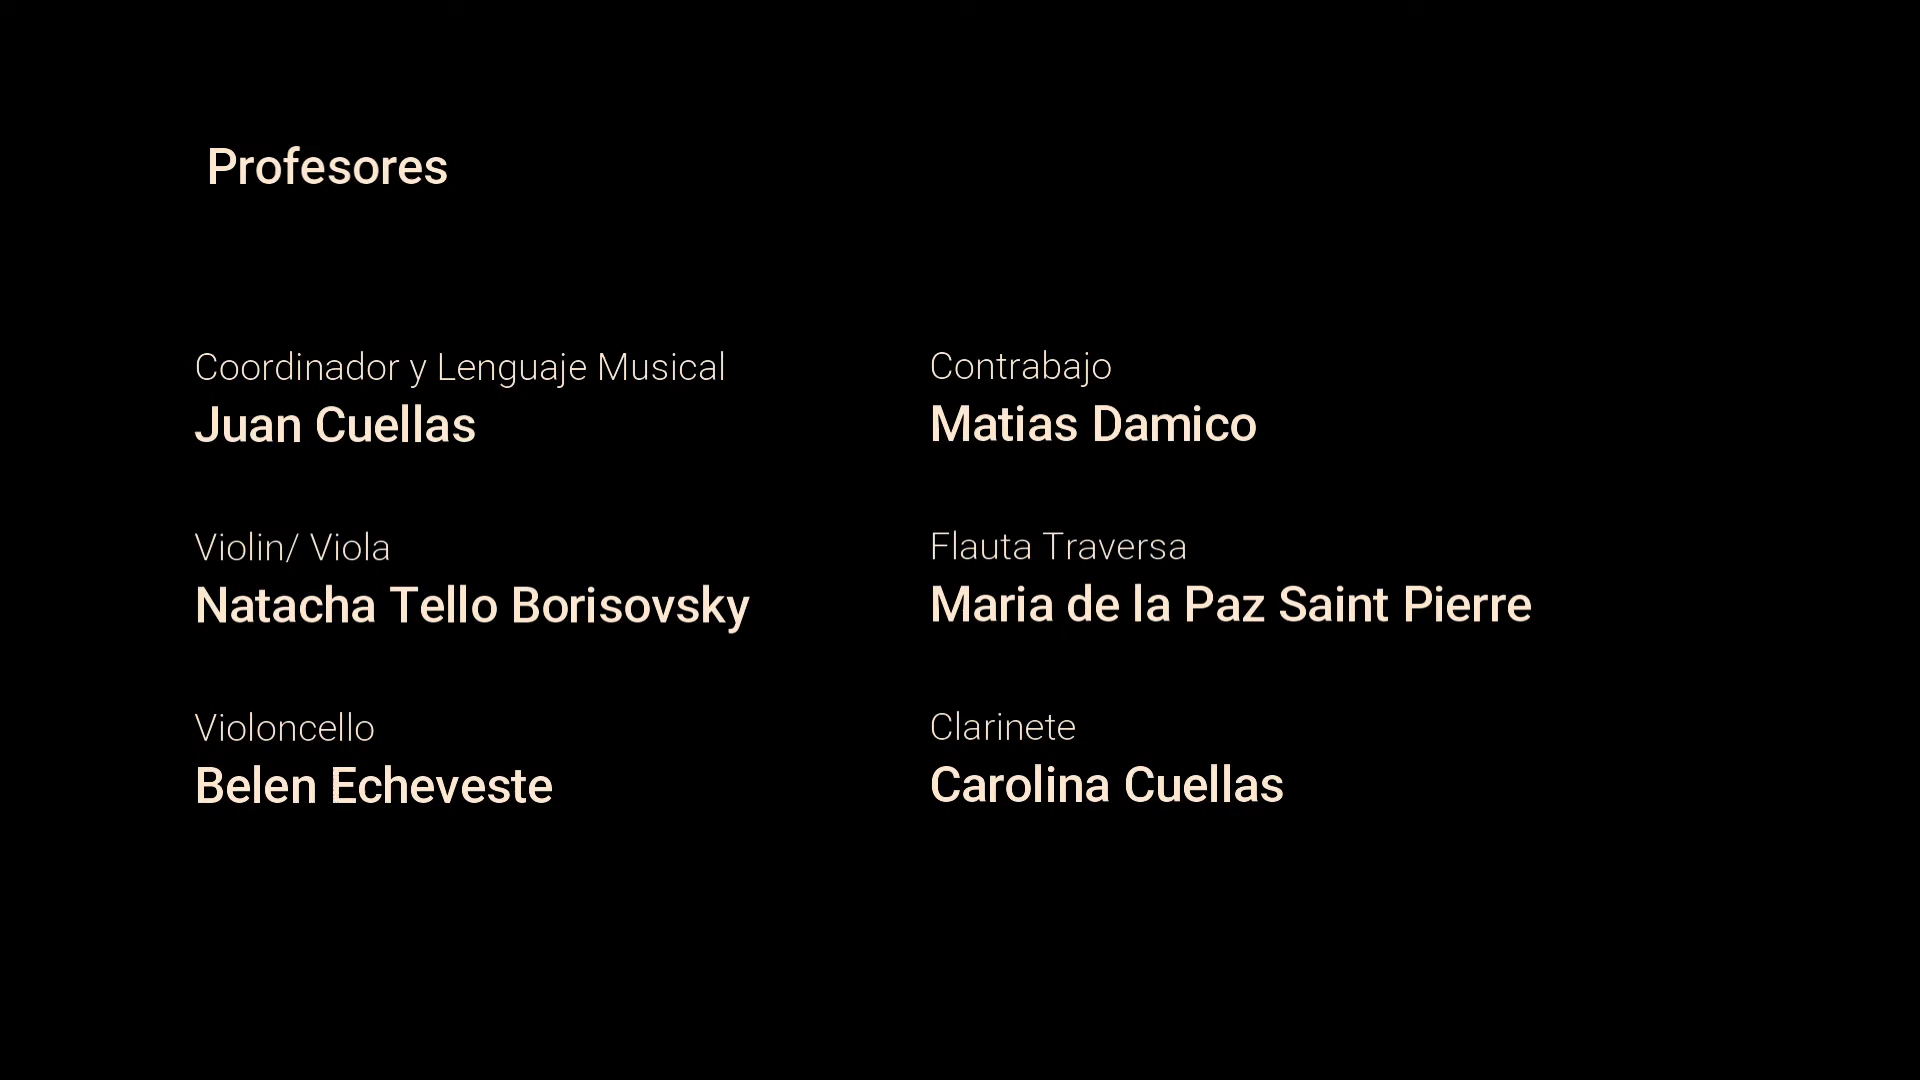 Profesores
Coordinador y Lenguaje Musical
Juan Cuellas
Violin/ Viola
Natacha Tello Borisovsky
Violoncello
Belen Echeveste
Contrabajo
Matias Damico
Flauta Traversa
Maria de la Paz Saint Pierre
Clarinete
Carolina Cuellas